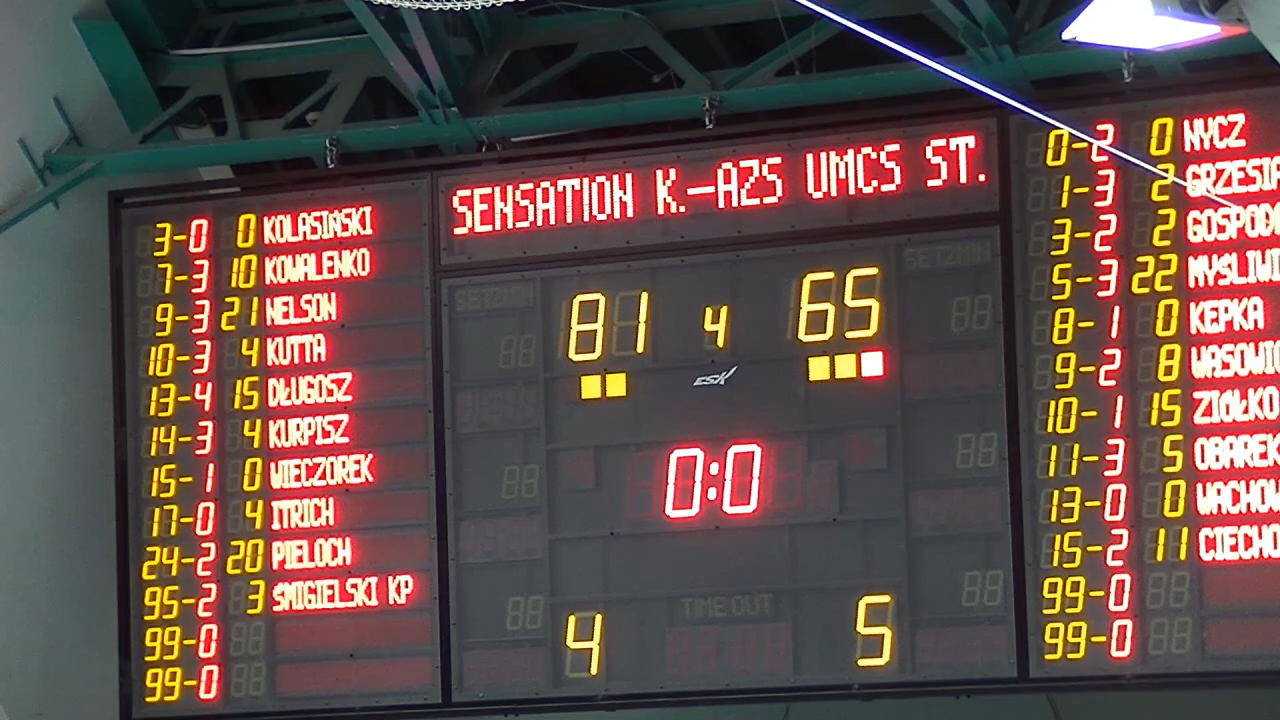 SENSATION K.-AZS UMCS ST.
3-0 0 KOLASIŃSKI
7-3 10 KOWALENKO
9-3 21 NELSON
10-3 4 KUTTA
13-4 15 DŁUGOSZ
14-3 4 KURPISZ
15-1 0 WIECZOREK
17-0 4 ITRICH
24-2 20 PIELOCH
95-2 3 ŚMIGIELSKI KP
99-0
99-0
81 4 65
ESK
0:0
TIME OUT
4 5
0-2 0 NYCZ
1-3 2 GRZESIA
3-2 2 GOSPODA
5-3 22 MYŚLIWI
8-1 0 KEPKA
9-2 8 WĄSOWIC
10-1 15 ZIÓŁKO
11-3 5 OBAREK
13-0 0 WACHOW
15-2 11 CIECHO
99-0
99-0